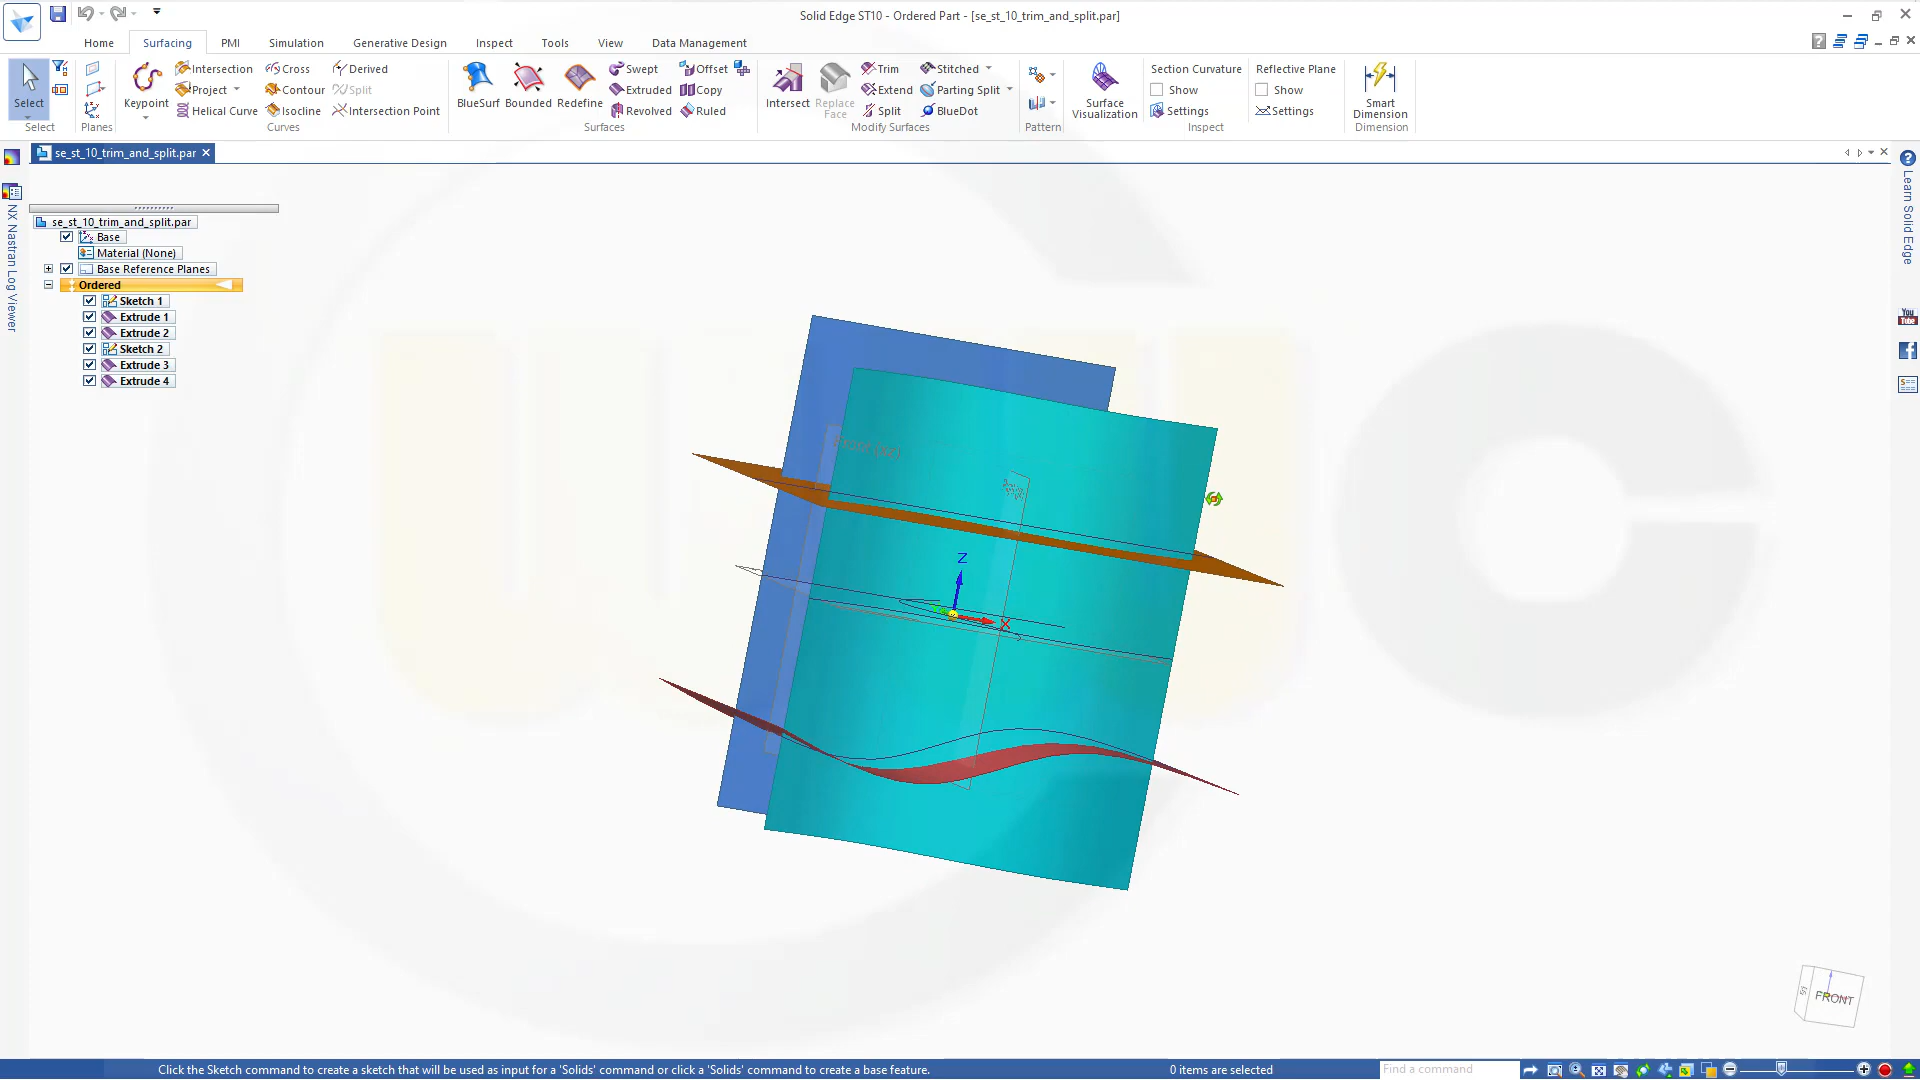 Solid Edge ST10 - Ordered Part - [se_st_10_trim_and_split.par]
Home Surfacing PMI Simulation Generative Design Inspect Tools View Data Management
Select
Select
Planes
Keypoint
Intersection
Project
Helical Curve
Cross
Contour
Isocline
Derived
Split
Intersection Point
Curves
BlueSurf
Bounded
Redefine
Swept
Extruded
Revolved
Offset
Copy
Ruled
Surfaces
Intersect
Replace
Face
Trim
Extend
Split
Stitched
Parting Split
BlueDot
Modify Surfaces
Pattern
Surface
Visualization
Section Curvature
Show
Settings
Inspect
Reflective Plane
Show
Settings
Smart
Dimension
Dimension
se_st_10_trim_and_split.par
NX Nastran Log Viewer
Learn Solid Edge
You
Tube
se_st_10_trim_and_split.par
Base
Material (None)
Base Reference Planes
Ordered
Sketch 1
Extrude 1
Extrude 2
Sketch 2
Extrude 3
Extrude 4
Front (xz)
Z
X
FRONT
Click the Sketch command to create a sketch that will be used as input for a 'Solids' command or click a 'Solids' command to create a base feature.
0 items are selected
Find a command